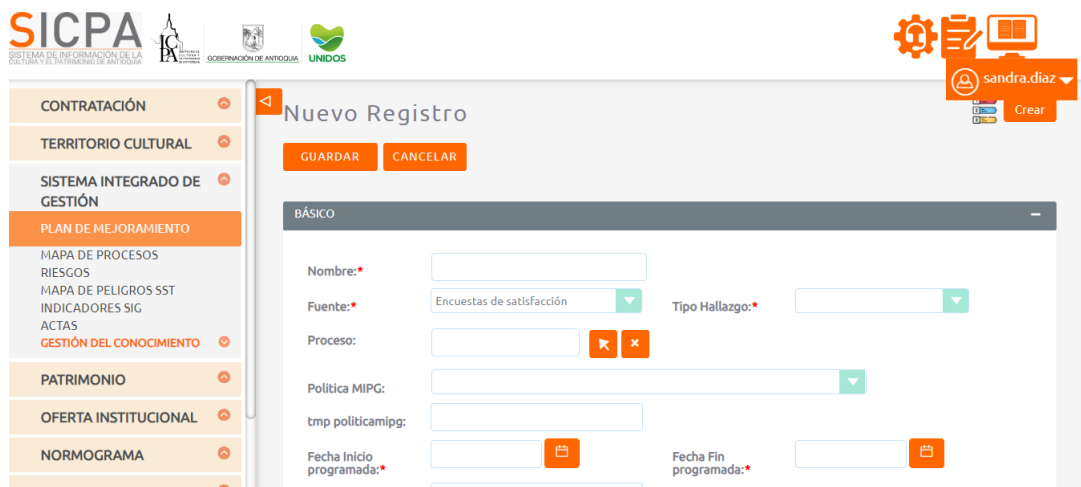 SICPA
SISTEMA DE INFORMACIÓN DE LA
CULTURA Y EL PATRIMONIO DE ANTIOQUIA
GOBERNACIÓN DE ANTIOQUIA
UNIDOS
sandra.diaz
CONTRATACIÓN
TERRITORIO CULTURAL
SISTEMA INTEGRADO DE
GESTIÓN
PLAN DE MEJORAMIENTO
MAPA DE PROCESOS
RIESGOS
MAPA DE PELIGROS SST
INDICADORES SIG
ACTAS
GESTIÓN DEL CONOCIMIENTO
PATRIMONIO
OFERTA INSTITUCIONAL
NORMOGRAMA
Nuevo Registro
Crear
GUARDAR CANCELAR
BÁSICO
Nombre:*
Fuente:* Encuestas de satisfacción Tipo Hallazgo:*
Proceso:
Politica MIPG:
tmp politicamipg:
Fecha Inicio
programada:*
Fecha Fin
programada:*